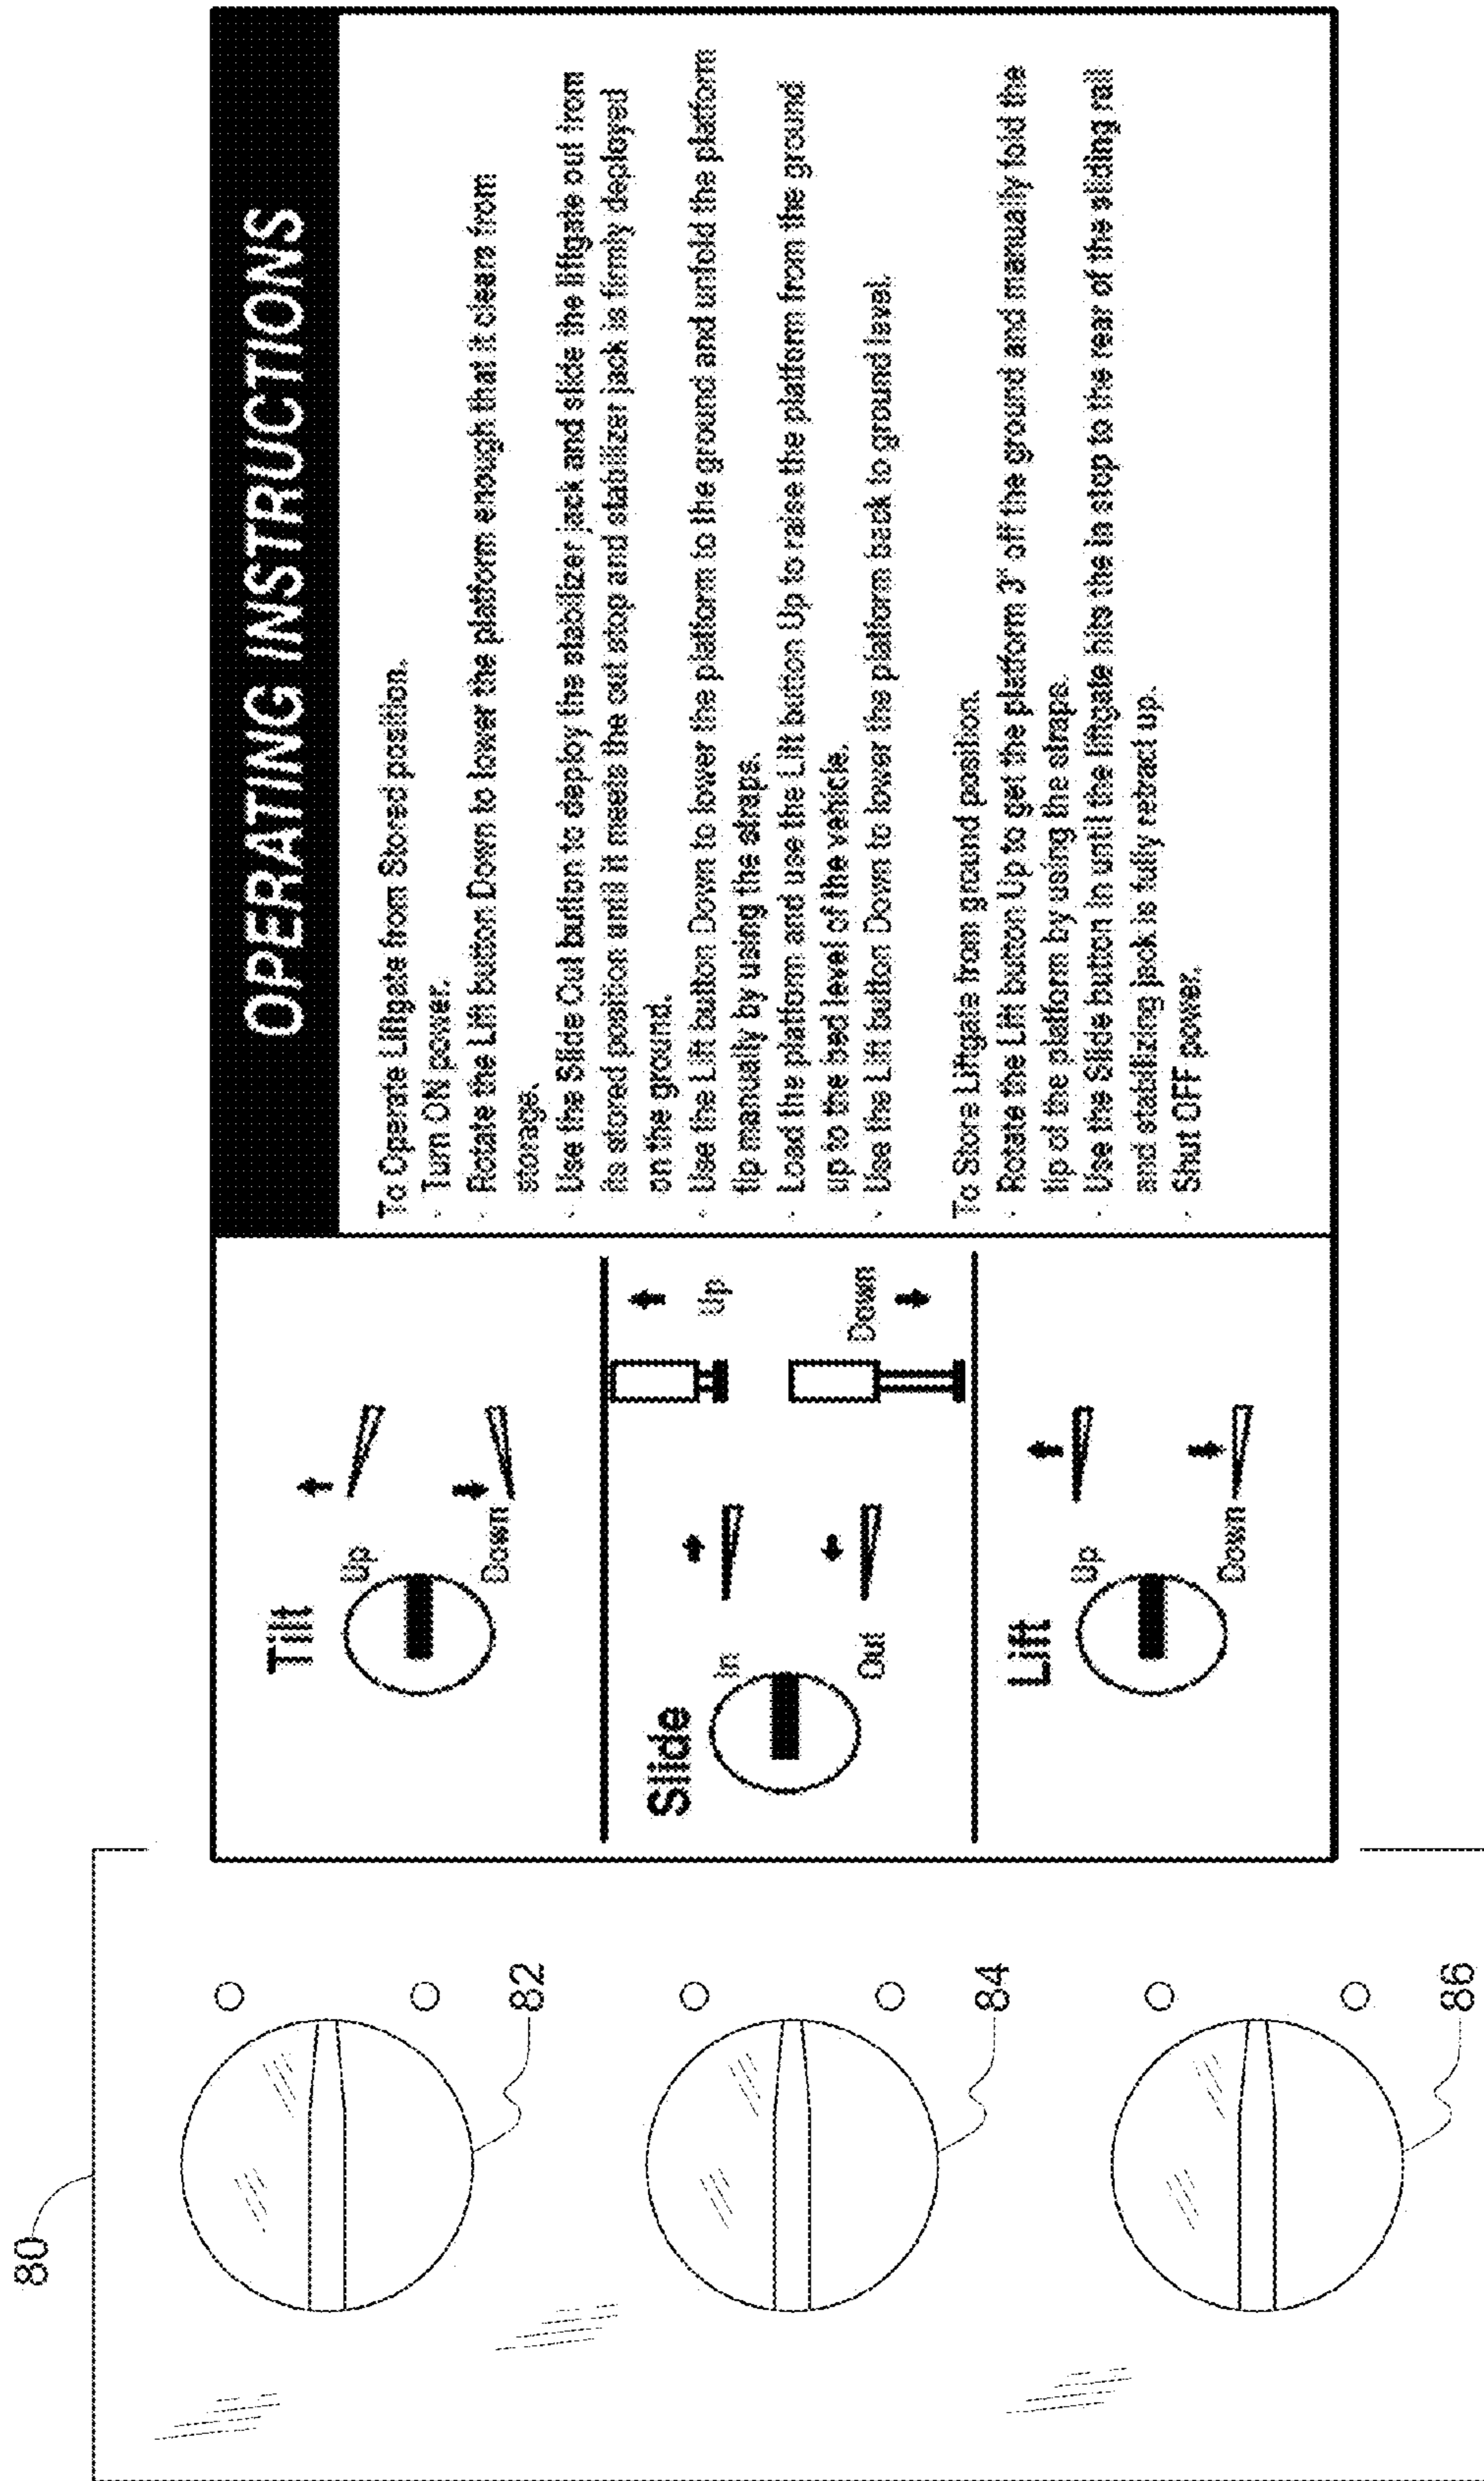 80
82
84
86
Tilt
Up
Down
Slide
In
Out
Up
Down
Lift
Up
Down
OPERATING INSTRUCTIONS
To Operate Liftgate from Stored position.
· Turn ON power.
· Rotate the Lift button Down to lower the platform enough that it clears from
storage.
· Use the Slide Out button to deploy the stabilizer jack and slide the liftgate out from
its stored position until it meets the out stop and stabilizer jack is firmly deployed
on the ground.
· Use the Lift button Down to lower the platform to the ground and unfold the platform
tip manually by using the straps.
· Load the platform and use the Lift button Up to raise the platform from the ground
up to the bed level of the vehicle.
· Use the Lift button Down to lower the platform back to ground level.
To Store Liftgate from ground position.
· Rotate the Lift button Up to get the platform 3" off the ground and manually fold the
tip of the platform by using the straps.
· Use the Slide button in until the liftgate hits the in stop to the rear of the sliding rail
and stabilizing jack is fully retract up.
· Shut OFF power.